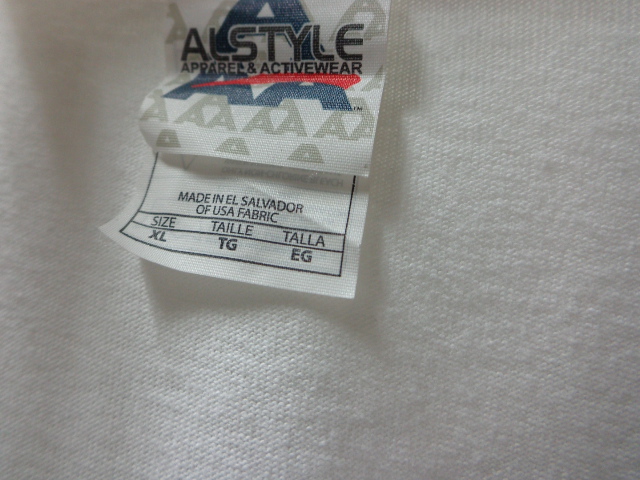 ALSTYLE
APPAREL & ACTIVEWEAR
MADE IN EL SALVADOR
OF USA FABRIC
SIZE TAILLE TALLA
XL TG EG